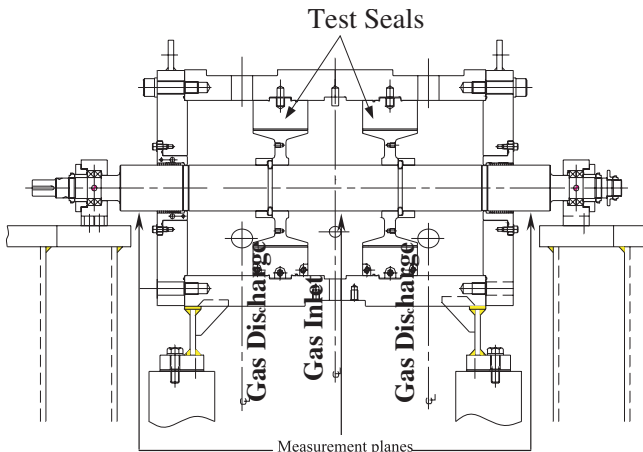 Test Seals
Gas Discharge
Gas Inlet
Gas Discharge
Measurement planes